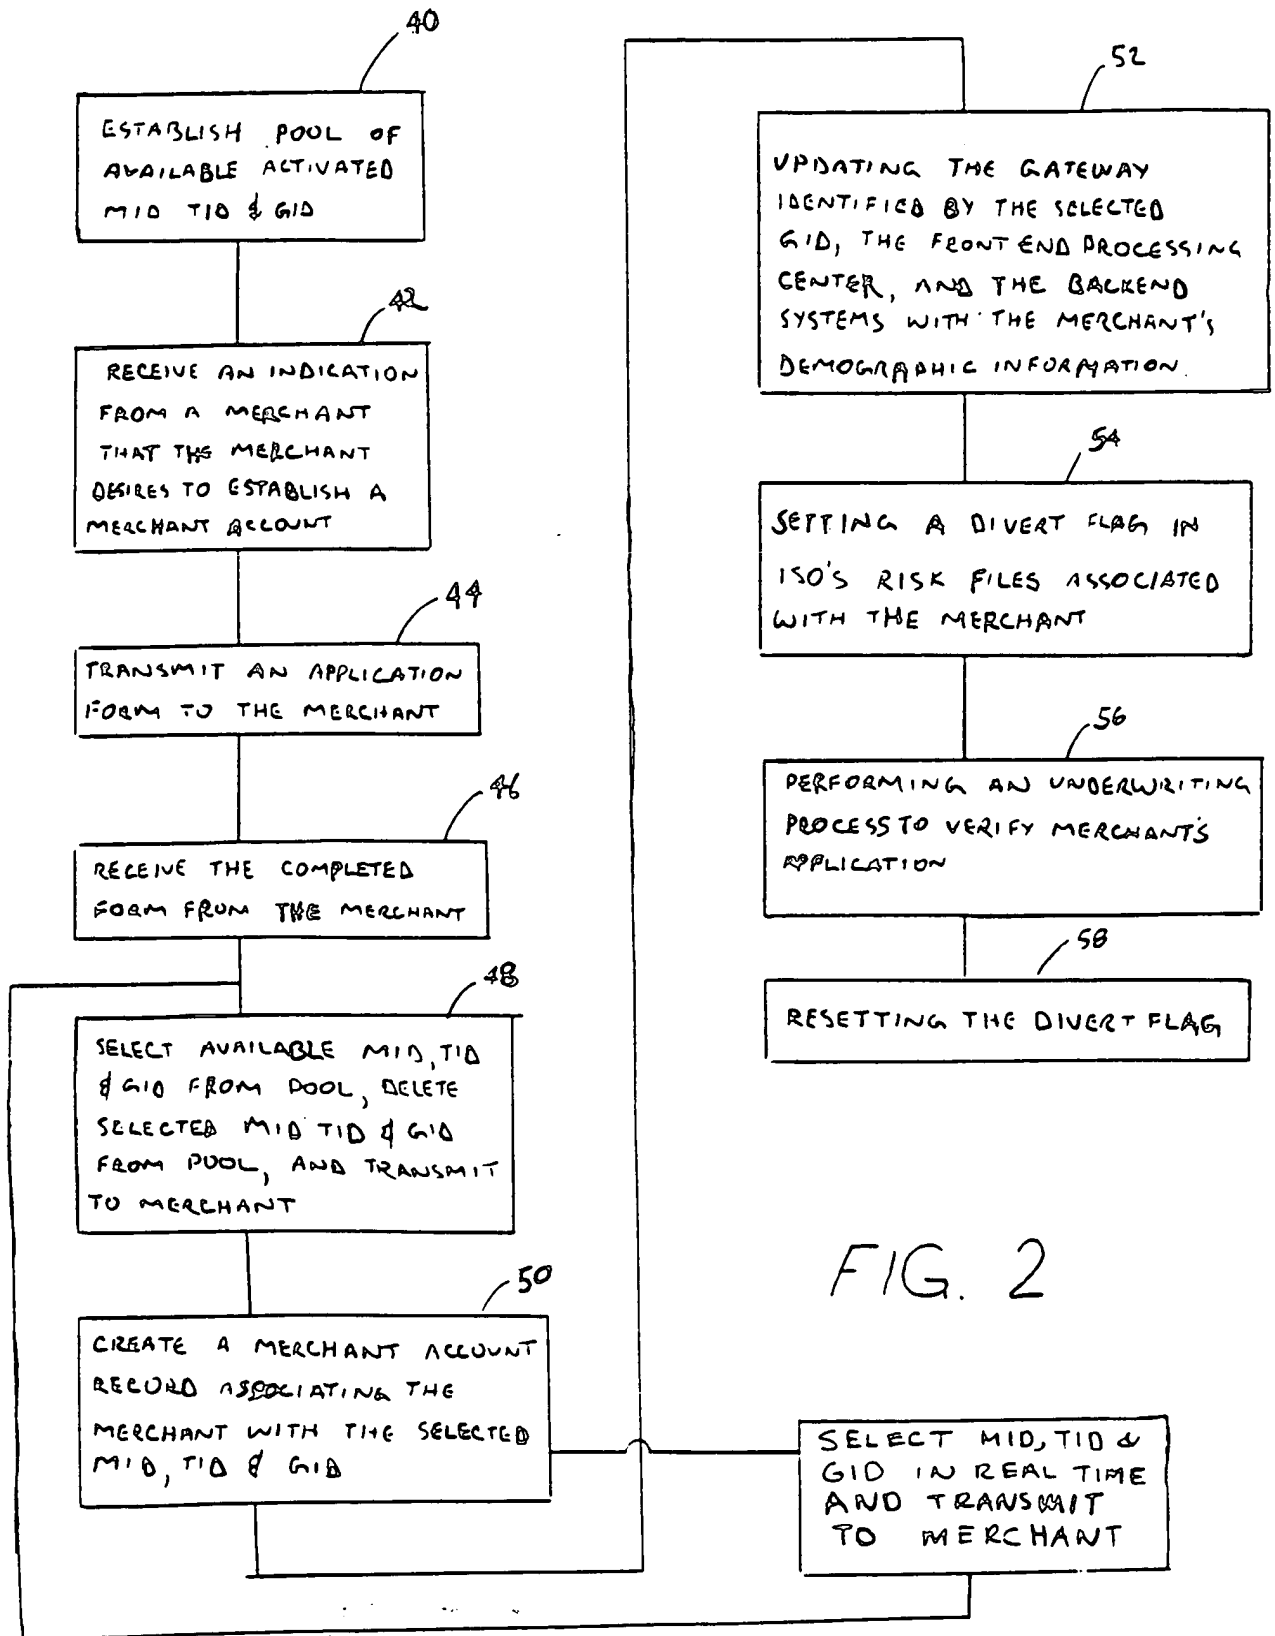 40
ESTABLISH POOL OF
AVAILABLE ACTIVATED
MID TID & GID
42
RECEIVE AN INDICATION
FROM A MERCHANT
THAT THE MERCHANT
DESIRES TO ESTABLISH A
MERCHANT ACCOUNT
44
TRANSMIT AN APPLICATION
FORM TO THE MERCHANT
46
RECEIVE THE COMPLETED
FORM FROM THE MERCHANT
48
SELECT AVAILABLE MID, TID
& GID FROM POOL, DELETE
SELECTED MID TID & GID
FROM POOL, AND TRANSMIT
TO MERCHANT
50
CREATE A MERCHANT ACCOUNT
RECORD ASSOCIATING THE
MERCHANT WITH THE SELECTED
MID, TID & GID
52
UPDATING THE GATEWAY
IDENTIFIED BY THE SELECTED
GID, THE FRONT END PROCESSING
CENTER, AND THE BACKEND
SYSTEMS WITH THE MERCHANT'S
DEMOGRAPHIC INFORMATION.
54
SETTING A DIVERT FLAG IN
ISO'S RISK FILES ASSOCIATED
WITH THE MERCHANT
56
PERFORMING AN UNDERWRITING
PROCESS TO VERIFY MERCHANT'S
APPLICATION
58
RESETTING THE DIVERT FLAG
FIG. 2
SELECT MID, TID &
GID IN REAL TIME
AND TRANSMIT
TO MERCHANT